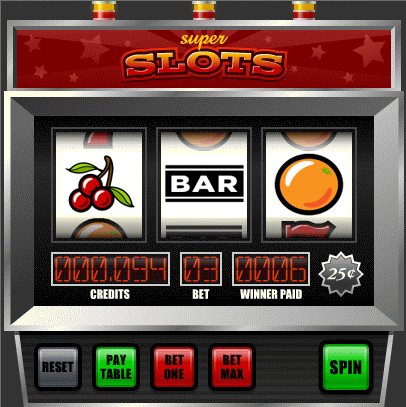 super
SLOTS
BAR
000.094
03
0006
25¢
CREDITS
BET
WINNER PAID
RESET
PAY
TABLE
BET
ONE
BET
MAX
SPIN